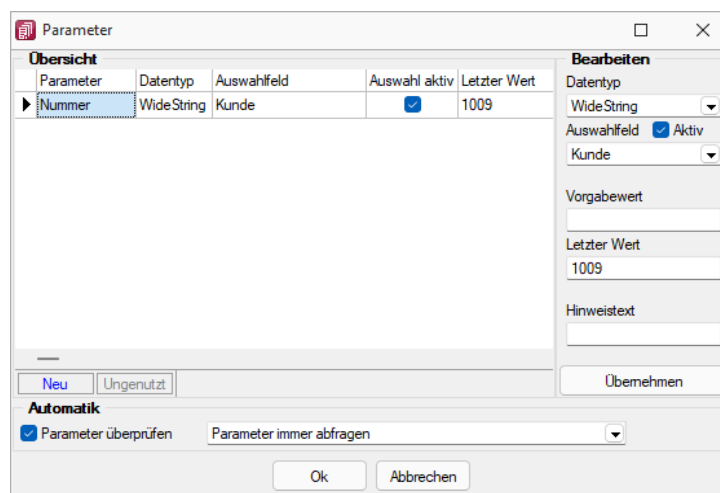 Parameter
Übersicht
Parameter Datentyp Auswahlfeld Auswahl aktiv Letzter Wert
Nummer WideString Kunde 1009
Neu Ungenutzt
Bearbeiten
Datentyp
WideString
Auswahlfeld Aktiv
Kunde
Vorgabewert
Letzter Wert
1009
Hinweistext
Übernehmen
Automatik
Parameter überprüfen Parameter immer abfragen
Ok Abbrechen